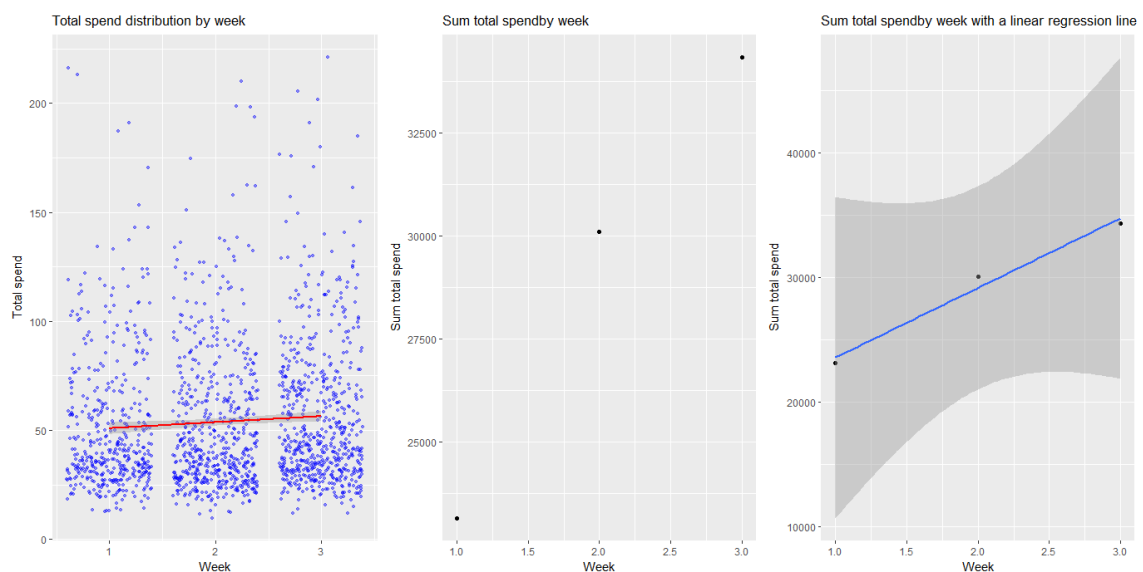 Total spend distribution by week
Total spend
200
150
100
50
0
1 2 3
Week
Sum total spendby week
Sum total spend
32500
30000
27500
25000
1.0 1.5 2.0 2.5 3.0
Week
Sum total spendby week with a linear regression line
Sum total spend
40000
30000
20000
10000
1.0 1.5 2.0 2.5 3.0
Week